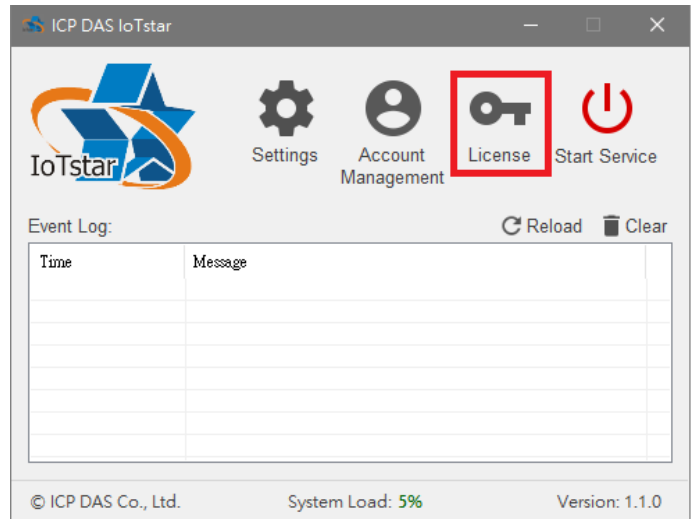 ICP DAS IoTstar
IoTstar
Settings
Account
Management
License
Start Service
Event Log:
Reload
Clear
Time Message
© ICP DAS Co., Ltd. System Load: 5% Version: 1.1.0